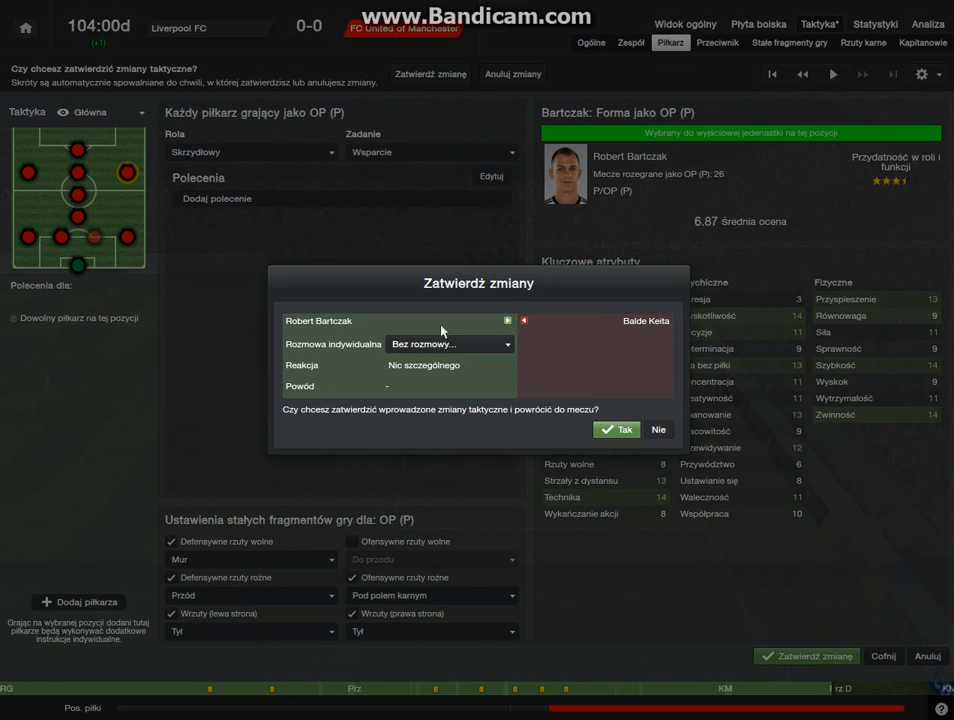 www.Bandicam.com
104:00d
(+1)
Liverpool FC
0-0
FC United of Manchester
Widok ogólny
Płyta boiska
Taktyka*
Statystyki
Analiza
Ogólne
Zespół
Piłkarz
Przeciwnik
Stałe fragmenty gry
Rzuty karne
Kapitanowie
Czy chcesz zatwierdzić zmiany taktyczne?
Skróty są automatycznie spowalniane do chwili, w której zatwierdzisz lub anulujesz zmiany.
Zatwierdź zmianę
Anuluj zmiany
Taktyka
Główna
Każdy piłkarz grający jako OP (P)
Rola
Zadanie
Skrzydłowy
Wsparcie
Polecenia
Edytuj
Dodaj polecenie
Bartczak: Forma jako OP (P)
Wybrany do wyjściowej jedenastki na tej pozycji
Robert Bartczak
Mecze rozegrane jako OP (P): 26
P/OP (P)
Przydatność w roli i
funkcji
6.87 Średnia ocena
Polecenia dla:
Dowolny piłkarz na tej pozycji
Kluczowe atrybuty
Fizyczne
3
Przyspieszenie 13
14
Równowaga 9
11
Siła 11
9
Sprawność 9
11
Szybkość 14
11
Wyskok 9
11
Wytrzymałość 11
13
Zwinność 14
9
12
Rzuty wolne 8
Przywództwo 6
Strzały z dystansu 13
Ustawianie się 8
Technika 14
Waleczność 11
Wykańczanie akcji 8
Współpraca 10
Zatwierdź zmiany
Robert Bartczak
Balde Keita
Rozmowa indywidualna
Bez rozmowy...
Reakcja
Nic szczególnego
Powód
-
Czy chcesz zatwierdzić wprowadzone zmiany taktyczne i powrócić do meczu?
Tak
Nie
Ustawienia stałych fragmentów gry dla: OP (P)
Defensywne rzuty wolne
Ofensywne rzuty wolne
Mur
Do przodu
Defensywne rzuty rożne
Ofensywne rzuty rożne
Przód
Pod polem karnym
Wrzuty (lewa strona)
Wrzuty (prawa strona)
Tył
Tył
Dodaj piłkarza
Grając na wybranej pozycji dodani tutaj
piłkarze będą wykonywać dodatkowe
instrukcje indywidualne.
Zatwierdź zmianę
Cofnij
Anuluj
RG
Prz
KM
rz D
KM
Pos. piłki